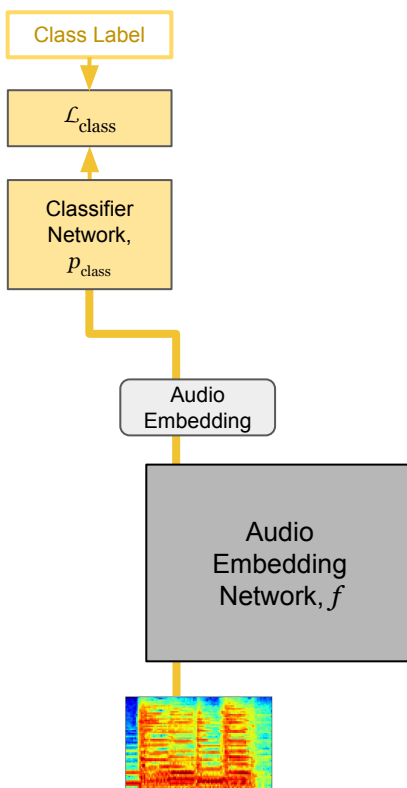 Class Label
ℒclass
Classifier
Network,
pclass
Audio
Embedding
Audio
Embedding
Network, f